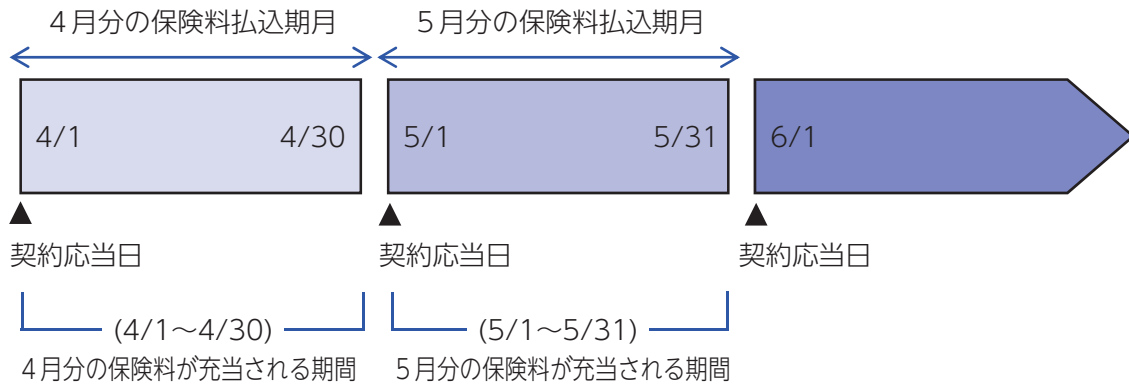 4月分の保険料払込期月
5月分の保険料払込期月
4/1
4/30
5/1
5/31
6/1
▲
▲
▲
契約応当日
契約応当日
契約応当日
(4/1～4/30)
(5/1～5/31)
4月分の保険料が充当される期間
5月分の保険料が充当される期間